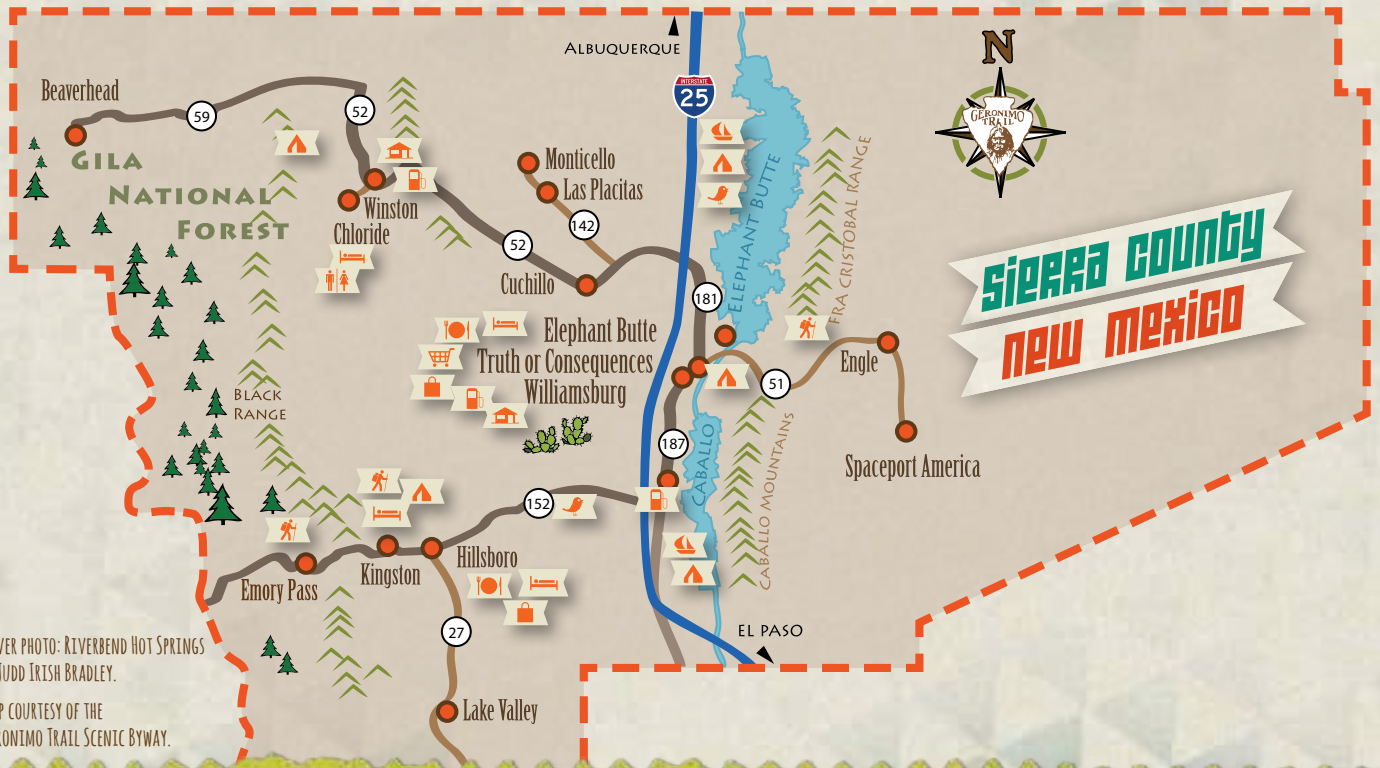 Albuquerque
N
INTERSTATE
25
GERONIMO
TRAIL
Beaverhead
59
52
GILA
NATIONAL
FOREST
Monticello
Las Placitas
142
Winston
Chloride
52
Cuchillo
181
ELEPHANT BUTTE
FRA CRISTOBAL RANGE
SIERRA COUNTY
NEW MEXICO
Elephant Butte
Truth or Consequences
Williamsburg
Engle
51
Spaceport America
BLACK
RANGE
187
CABALLO
CABALLO MOUNTAINS
152
Hillsboro
Kingston
Emory Pass
27
EL PASO
Lake Valley
VER PHOTO: RIVERBEND HOT SPRINGS
JUDD IRISH BRADLEY.
P COURTESY OF THE
RONIMO TRAIL SCENIC BYWAY.